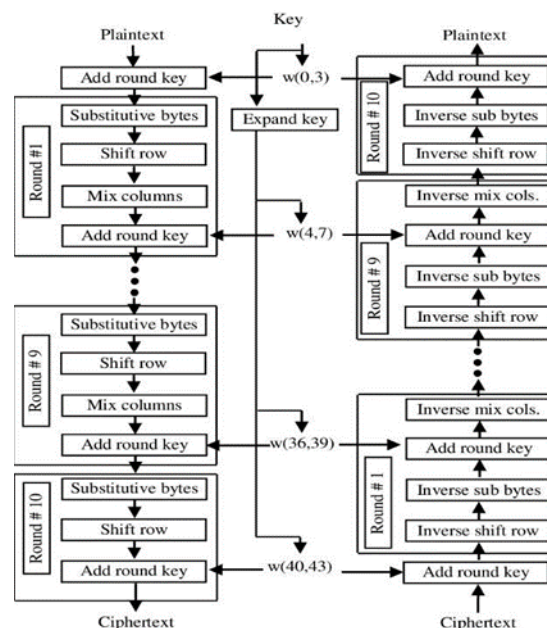 Plaintext
Add round key
Round #1
Substitutive bytes
Shift row
Mix columns
Add round key
Round # 9
Substitutive bytes
Shift row
Mix columns
Add round key
Round # 10
Substitutive bytes
Shift row
Add round key
Ciphertext
Key
w(0,3)
Expand key
w(4,7)
w(36,39)
w(40,43)
Plaintext
Round # 10
Add round key
Inverse sub bytes
Inverse shift row
Round # 9
Inverse mix cols.
Add round key
Inverse sub bytes
Inverse shift row
Round # 1
Inverse mix cols.
Add round key
Inverse sub bytes
Inverse shift row
Add round key
Ciphertext